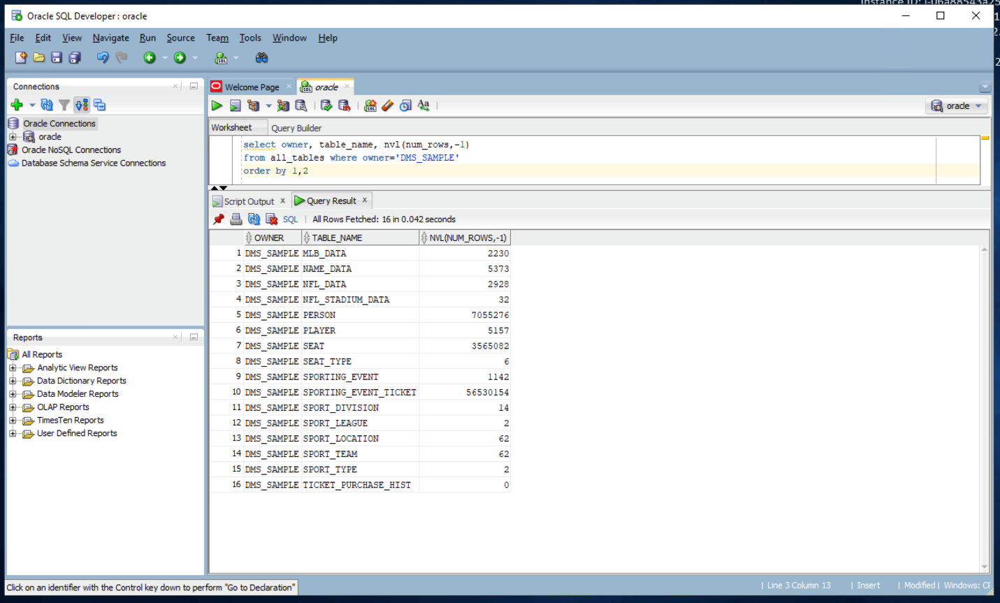 Oracle SQL Developer : oracle
File Edit View Navigate Run Source Team Tools Window Help
Connections
Oracle Connections
oracle
Oracle NoSQL Connections
Database Schema Service Connections
Reports
All Reports
Analytic View Reports
Data Dictionary Reports
Data Modeler Reports
OLAP Reports
TimesTen Reports
User Defined Reports
Welcome Page oracle
oracle
Worksheet Query Builder
select owner, table_name, nvl(num_rows,-1)
from all_tables where owner='DMS_SAMPLE'
order by 1,2
Script Output x Query Result x
SQL | All Rows Fetched: 16 in 0.042 seconds
OWNER TABLE_NAME NVL(NUM_ROWS,-1)
1 DMS_SAMPLE MLB_DATA 2230
2 DMS_SAMPLE NAME_DATA 5373
3 DMS_SAMPLE NFL_DATA 2928
4 DMS_SAMPLE NFL_STADIUM_DATA 32
5 DMS_SAMPLE PERSON 7055276
6 DMS_SAMPLE PLAYER 5157
7 DMS_SAMPLE SEAT 3565082
8 DMS_SAMPLE SEAT_TYPE 6
9 DMS_SAMPLE SPORTING_EVENT 1142
10 DMS_SAMPLE SPORTING_EVENT_TICKET 56530154
11 DMS_SAMPLE SPORT_DIVISION 14
12 DMS_SAMPLE SPORT_LEAGUE 2
13 DMS_SAMPLE SPORT_LOCATION 62
14 DMS_SAMPLE SPORT_TEAM 62
15 DMS_SAMPLE SPORT_TYPE 2
16 DMS_SAMPLE TICKET_PURCHASE_HIST 0
Click on an identifier with the Control key down to perform "Go to Declaration"
| Line 3 Column 13 | Insert | Modified | Windows: